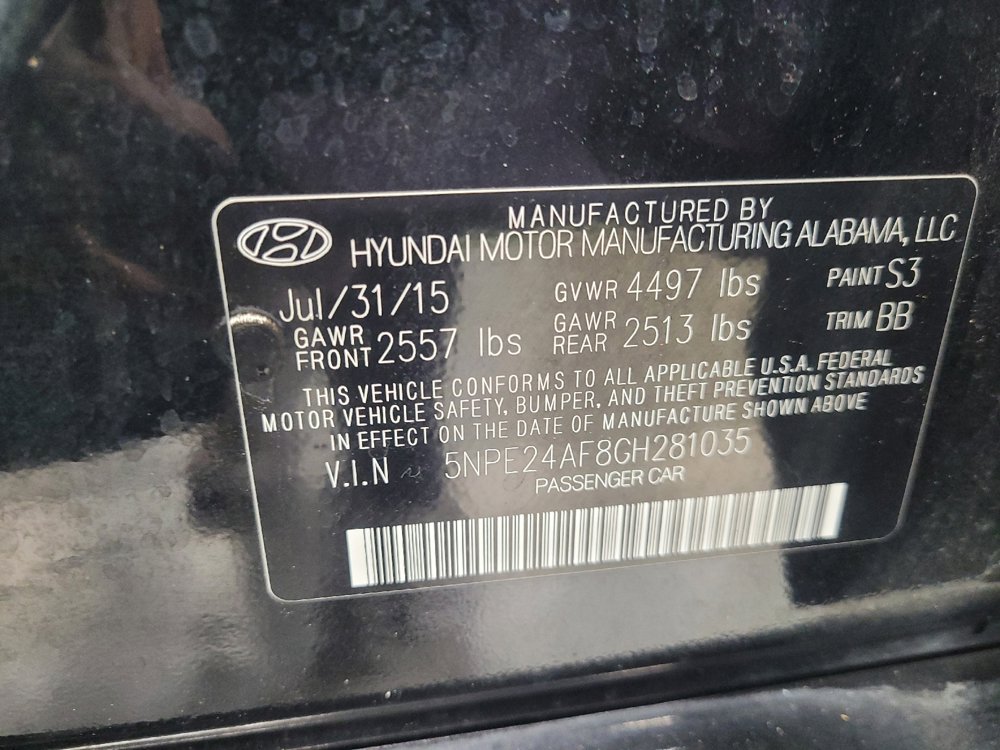 MANUFACTURED BY
HYUNDAI MOTOR MANUFACTURING ALABAMA, LLC
Jul/31/15 GVWR 4497 lbs PAINT S3
GAWR FRONT 2557 lbs GAWR REAR 2513 lbs TRIM BB
THIS VEHICLE CONFORMS TO ALL APPLICABLE U.S.A. FEDERAL
MOTOR VEHICLE SAFETY, BUMPER, AND THEFT PREVENTION STANDARDS
IN EFFECT ON THE DATE OF MANUFACTURE SHOWN ABOVE
V.I.N ~ 5NPE24AF8GH281035
PASSENGER CAR